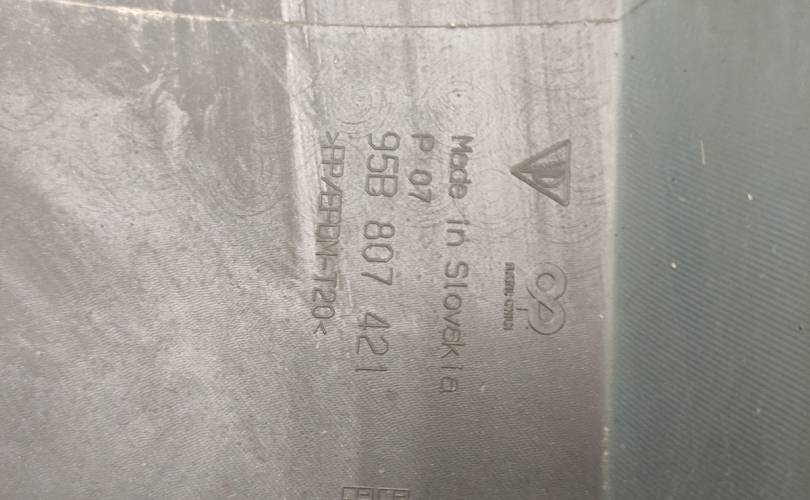 Made in Slovakia
P 07
95B 807 421
>PP/EPDM-T20<